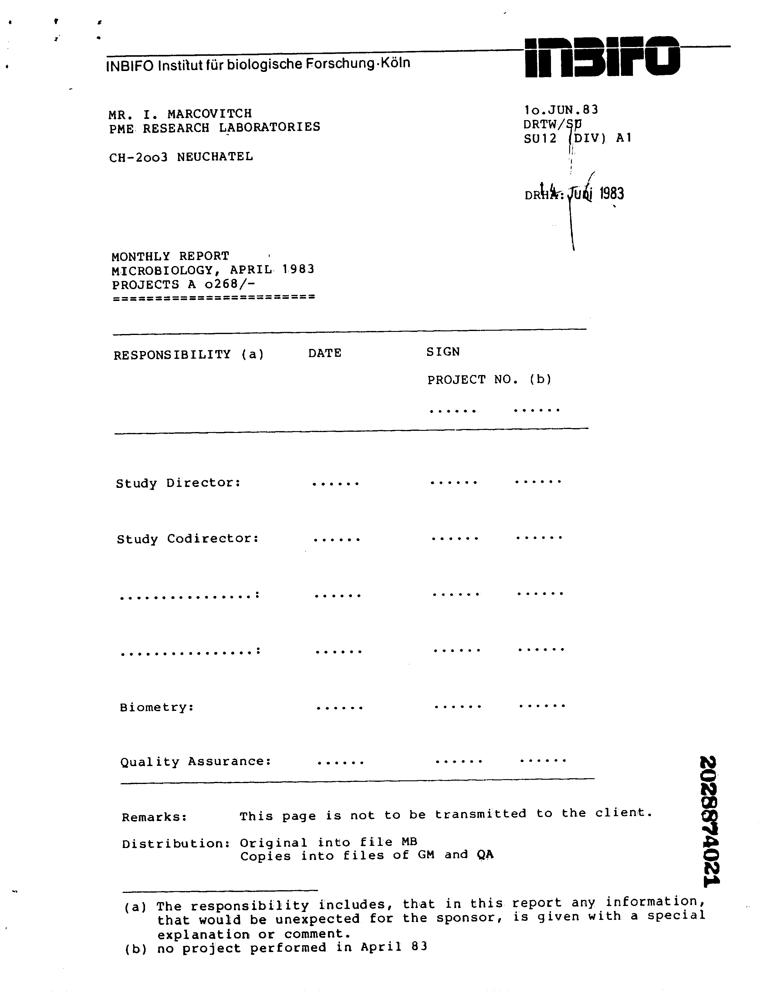 INBIFO Institut für biologische Forschung·Köln
INBIFO
MR. I. MARCOVITCH
PME RESEARCH LABORATORIES
CH-2oo3 NEUCHATEL
1o.JUN.83
DRTW/SU
SU12 (DIV) A1
DRHA: 14. Juni 1983
MONTHLY REPORT
MICROBIOLOGY, APRIL 1983
PROJECTS A o268/-
========================
RESPONSIBILITY (a) DATE SIGN
PROJECT NO. (b)
...... ......
Study Director: ...... ...... ......
Study Codirector: ...... ...... ......
................: ...... ...... ......
................: ...... ...... ......
Biometry: ...... ...... ......
Quality Assurance: ...... ...... ......
Remarks: This page is not to be transmitted to the client.
Distribution: Original into file MB
Copies into files of GM and QA
(a) The responsibility includes, that in this report any information,
that would be unexpected for the sponsor, is given with a special
explanation or comment.
(b) no project performed in April 83
2028874021